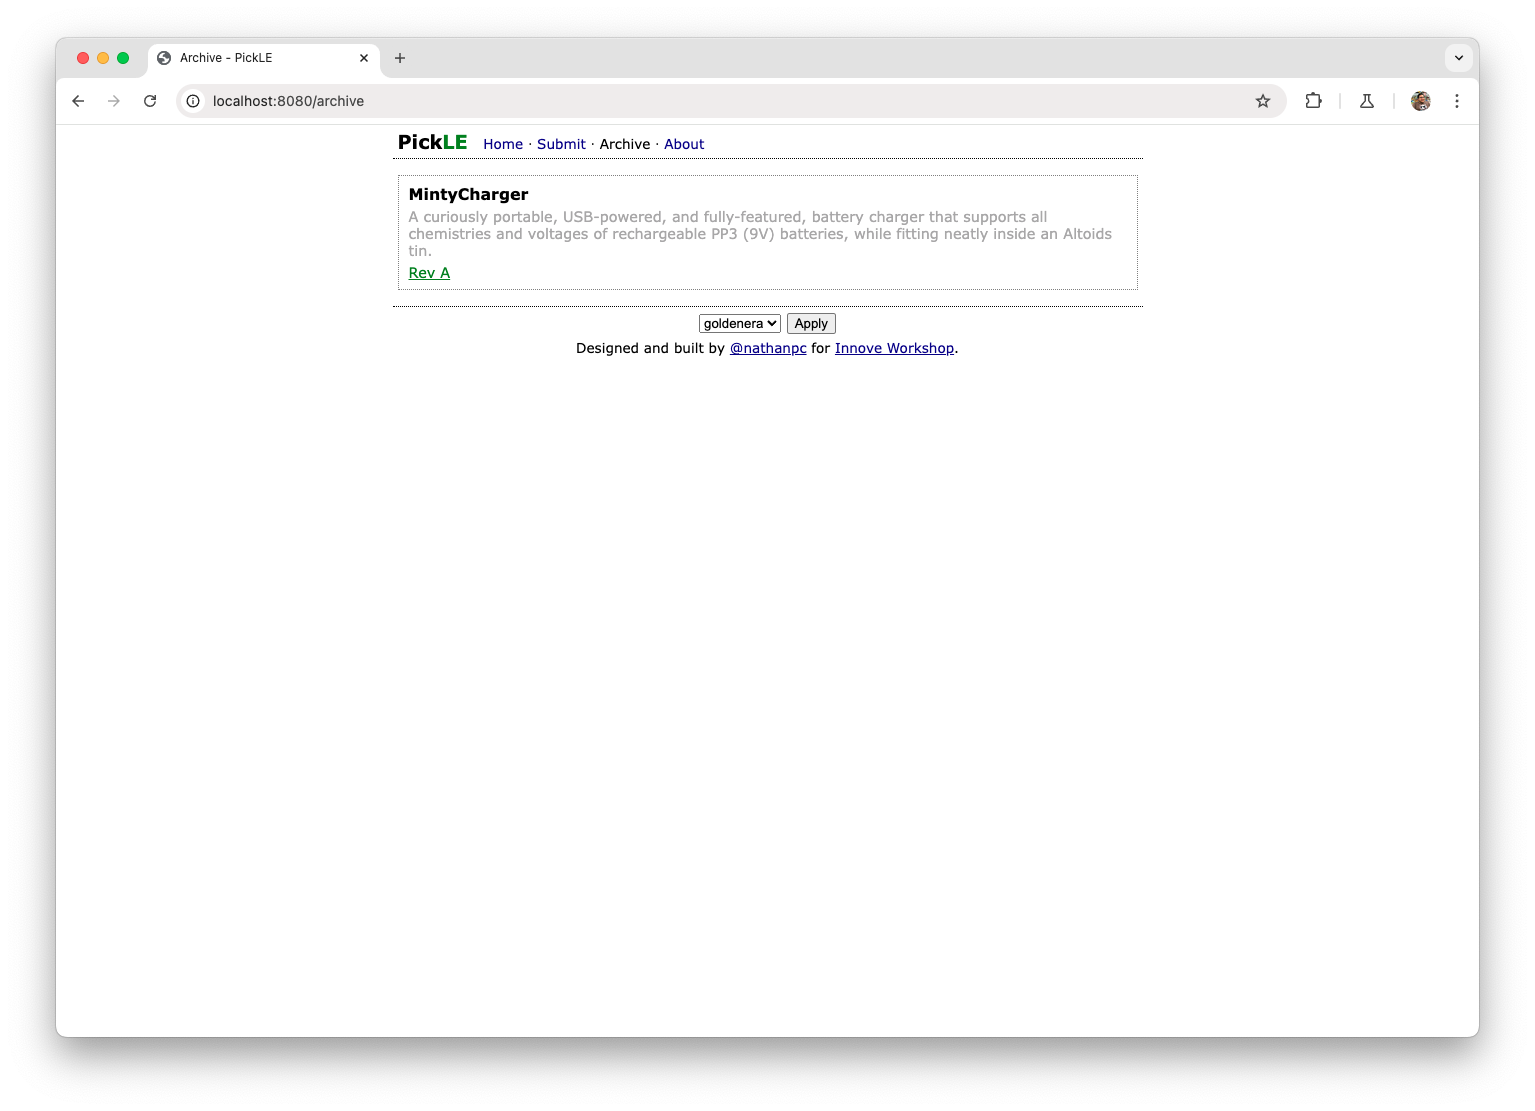 Archive - PickLE
localhost:8080/archive
PickLE Home · Submit · Archive · About
MintyCharger
A curiously portable, USB-powered, and fully-featured, battery charger that supports all
chemistries and voltages of rechargeable PP3 (9V) batteries, while fitting neatly inside an Altoids
tin.
Rev A
goldenera Apply
Designed and built by @nathanpc for Innove Workshop.